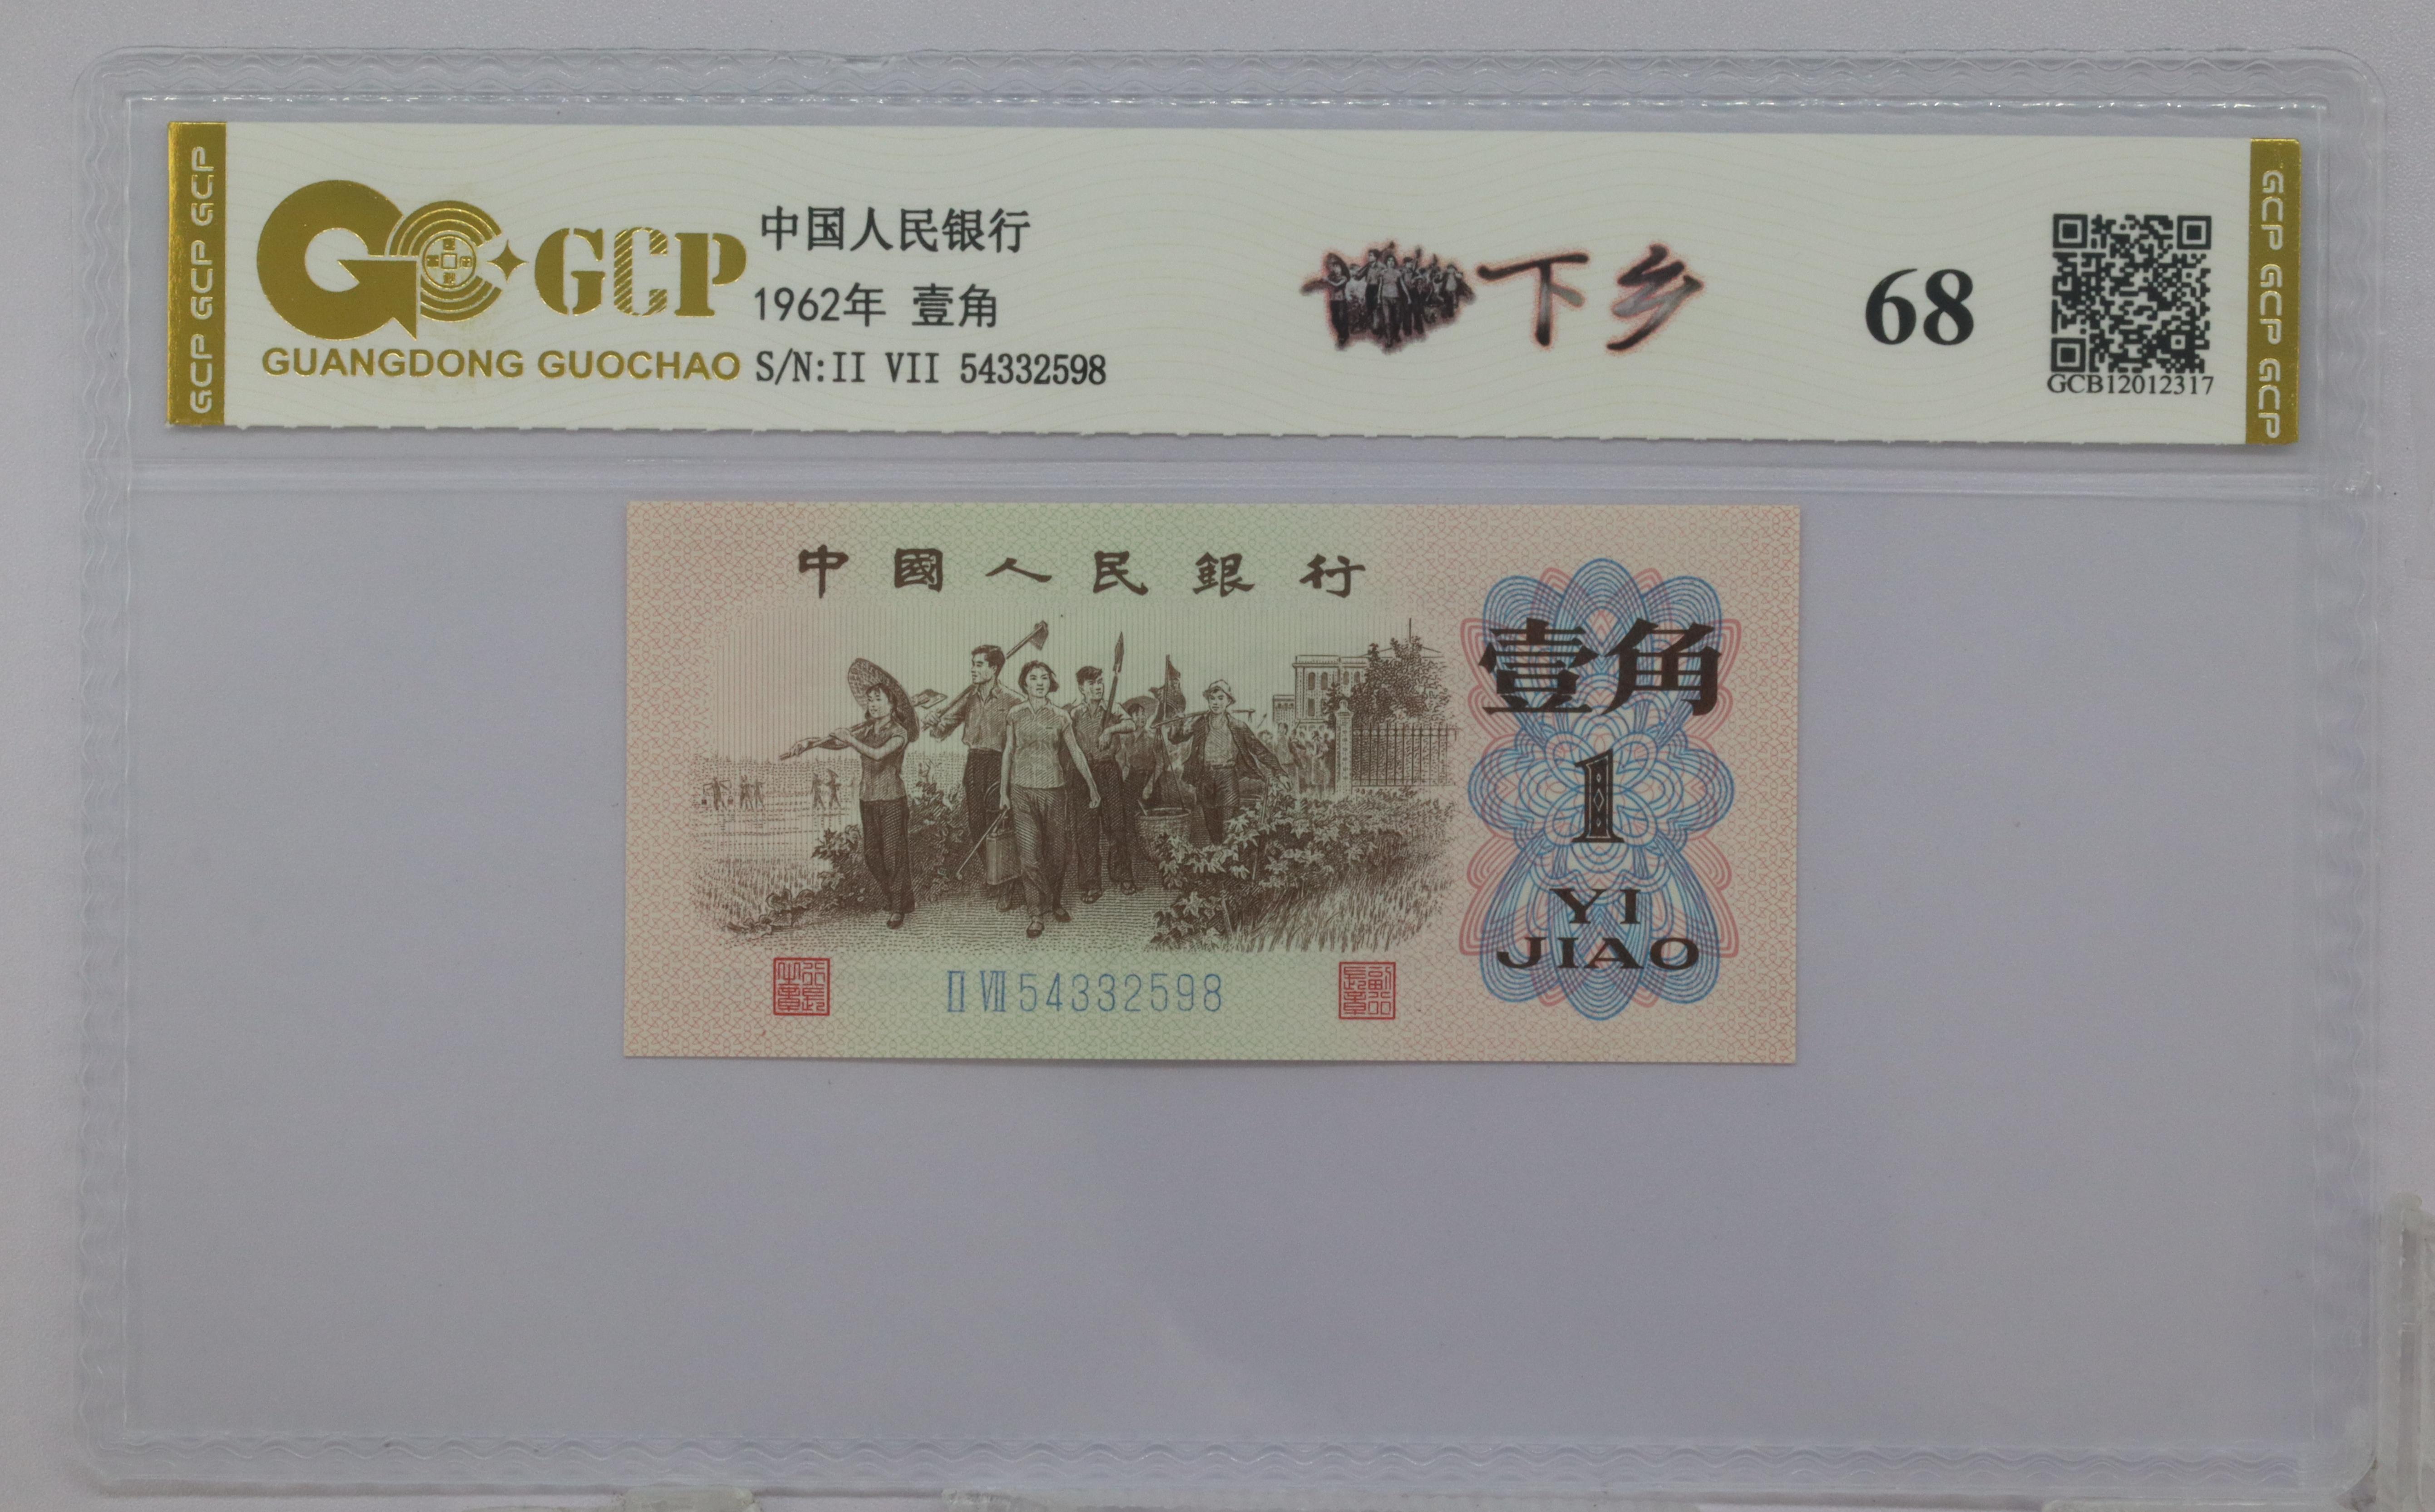 GCP GCP GCP
GCP
GUANGDONG GUOCHAO
中国人民银行
1962年 壹角
S/N:II VII 54332598
下乡
68
GCB12012317
GCP GCP GCP
中國人民銀行
壹角
1
YI
JIAO
II VII 54332598